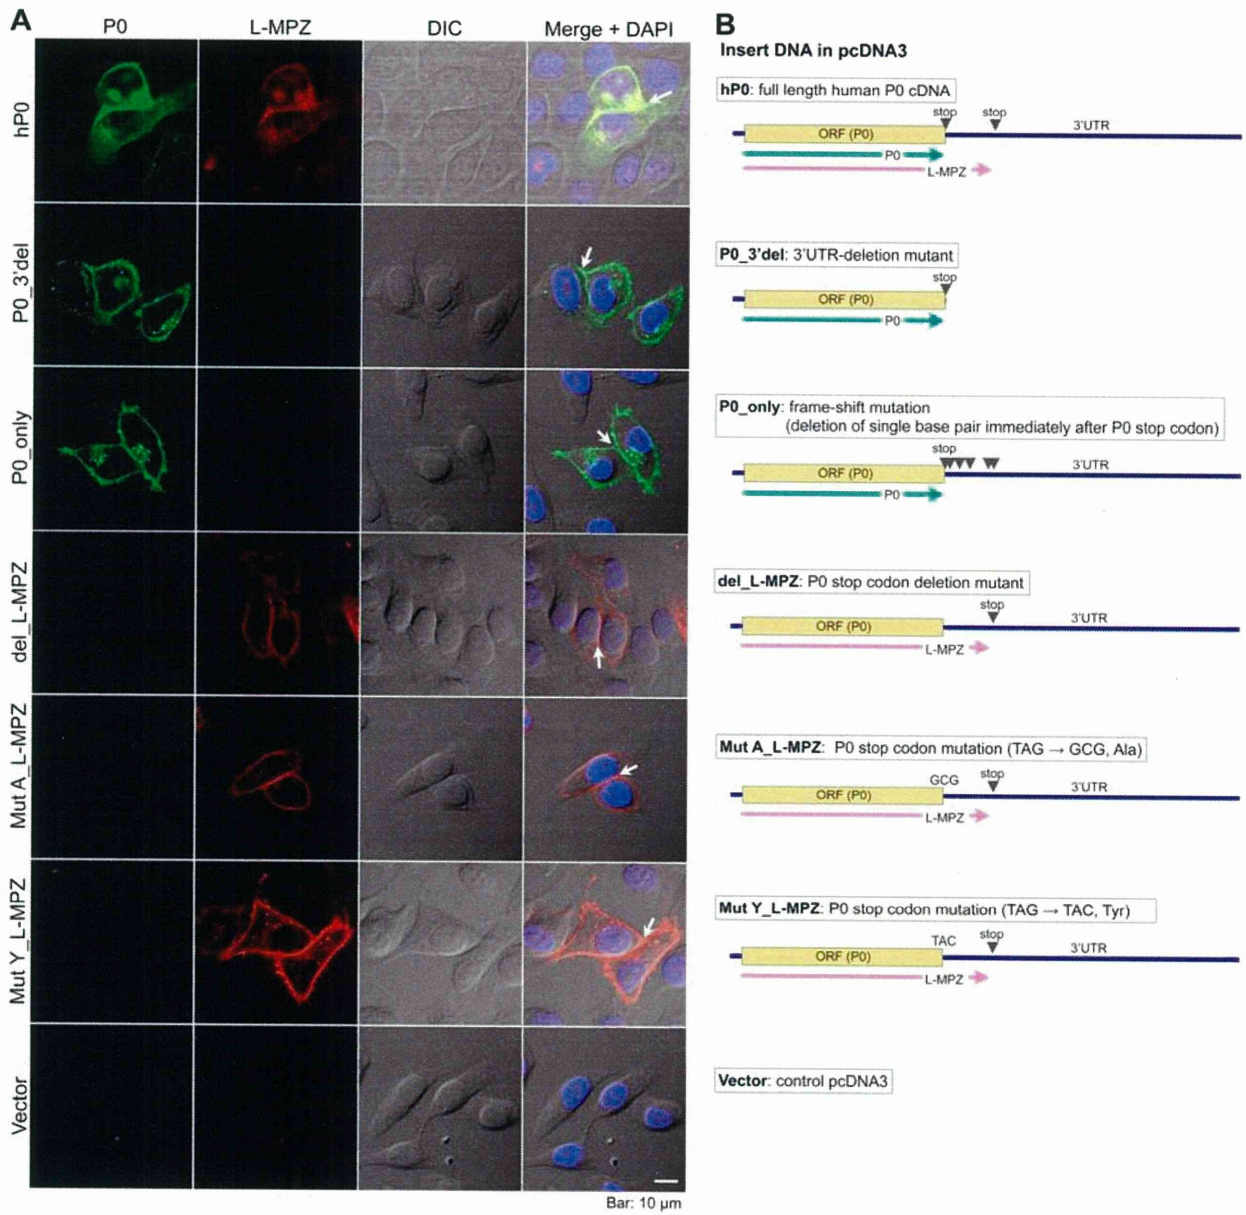 A
P0
L-MPZ
DIC
Merge + DAPI
hP0
P0_3'del
P0_only
del_L-MPZ
Mut A_L-MPZ
Mut Y_L-MPZ
Vector
Bar: 10 µm
B
Insert DNA in pcDNA3
hP0: full length human P0 cDNA
stop stop
ORF (P0) 3'UTR
P0
L-MPZ
P0_3'del: 3'UTR-deletion mutant
stop
ORF (P0)
P0
P0_only: frame-shift mutation
(deletion of single base pair immediately after P0 stop codon)
stop
ORF (P0) 3'UTR
P0
del_L-MPZ: P0 stop codon deletion mutant
stop
ORF (P0) 3'UTR
L-MPZ
Mut A_L-MPZ: P0 stop codon mutation (TAG → GCG, Ala)
GCG stop
ORF (P0) 3'UTR
L-MPZ
Mut Y_L-MPZ: P0 stop codon mutation (TAG → TAC, Tyr)
TAC stop
ORF (P0) 3'UTR
L-MPZ
Vector: control pcDNA3